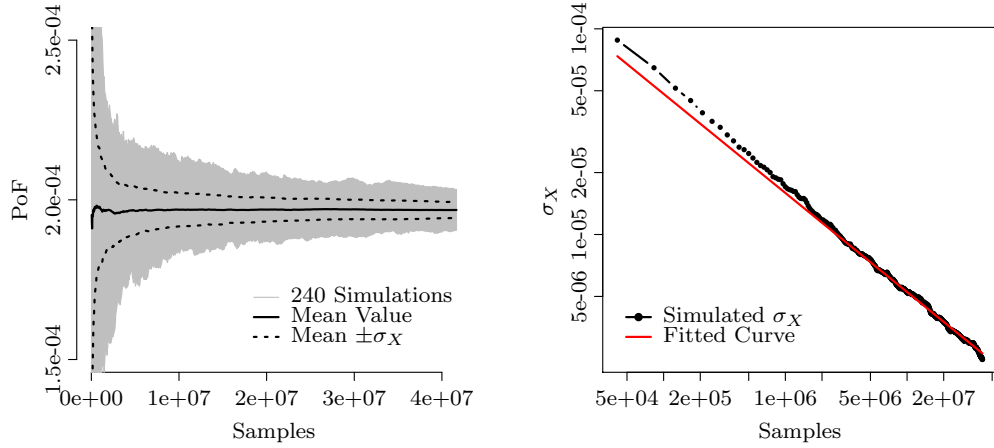 2.5e-04
2.0e-04
1.5e-04
PoF
240 Simulations
Mean Value
Mean ±σX
0e+00 1e+07 2e+07 3e+07 4e+07
Samples
1e-04
5e-05
2e-05
1e-05
5e-06
σX
Simulated σX
Fitted Curve
5e+04 2e+05 1e+06 5e+06 2e+07
Samples